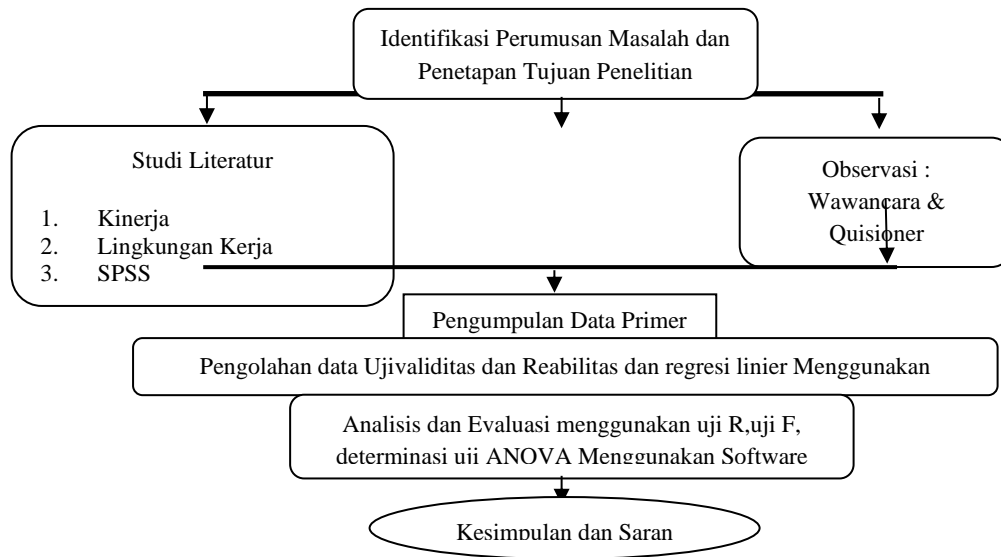 Identifikasi Perumusan Masalah dan
Penetapan Tujuan Penelitian
Studi Literatur
1. Kinerja
2. Lingkungan Kerja
3. SPSS
Observasi :
Wawancara &
Quisioner
Pengumpulan Data Primer
Pengolahan data Ujivaliditas dan Reabilitas dan regresi linier Menggunakan
Analisis dan Evaluasi menggunakan uji R,uji F,
determinasi uji ANOVA Menggunakan Software
Kesimpulan dan Saran